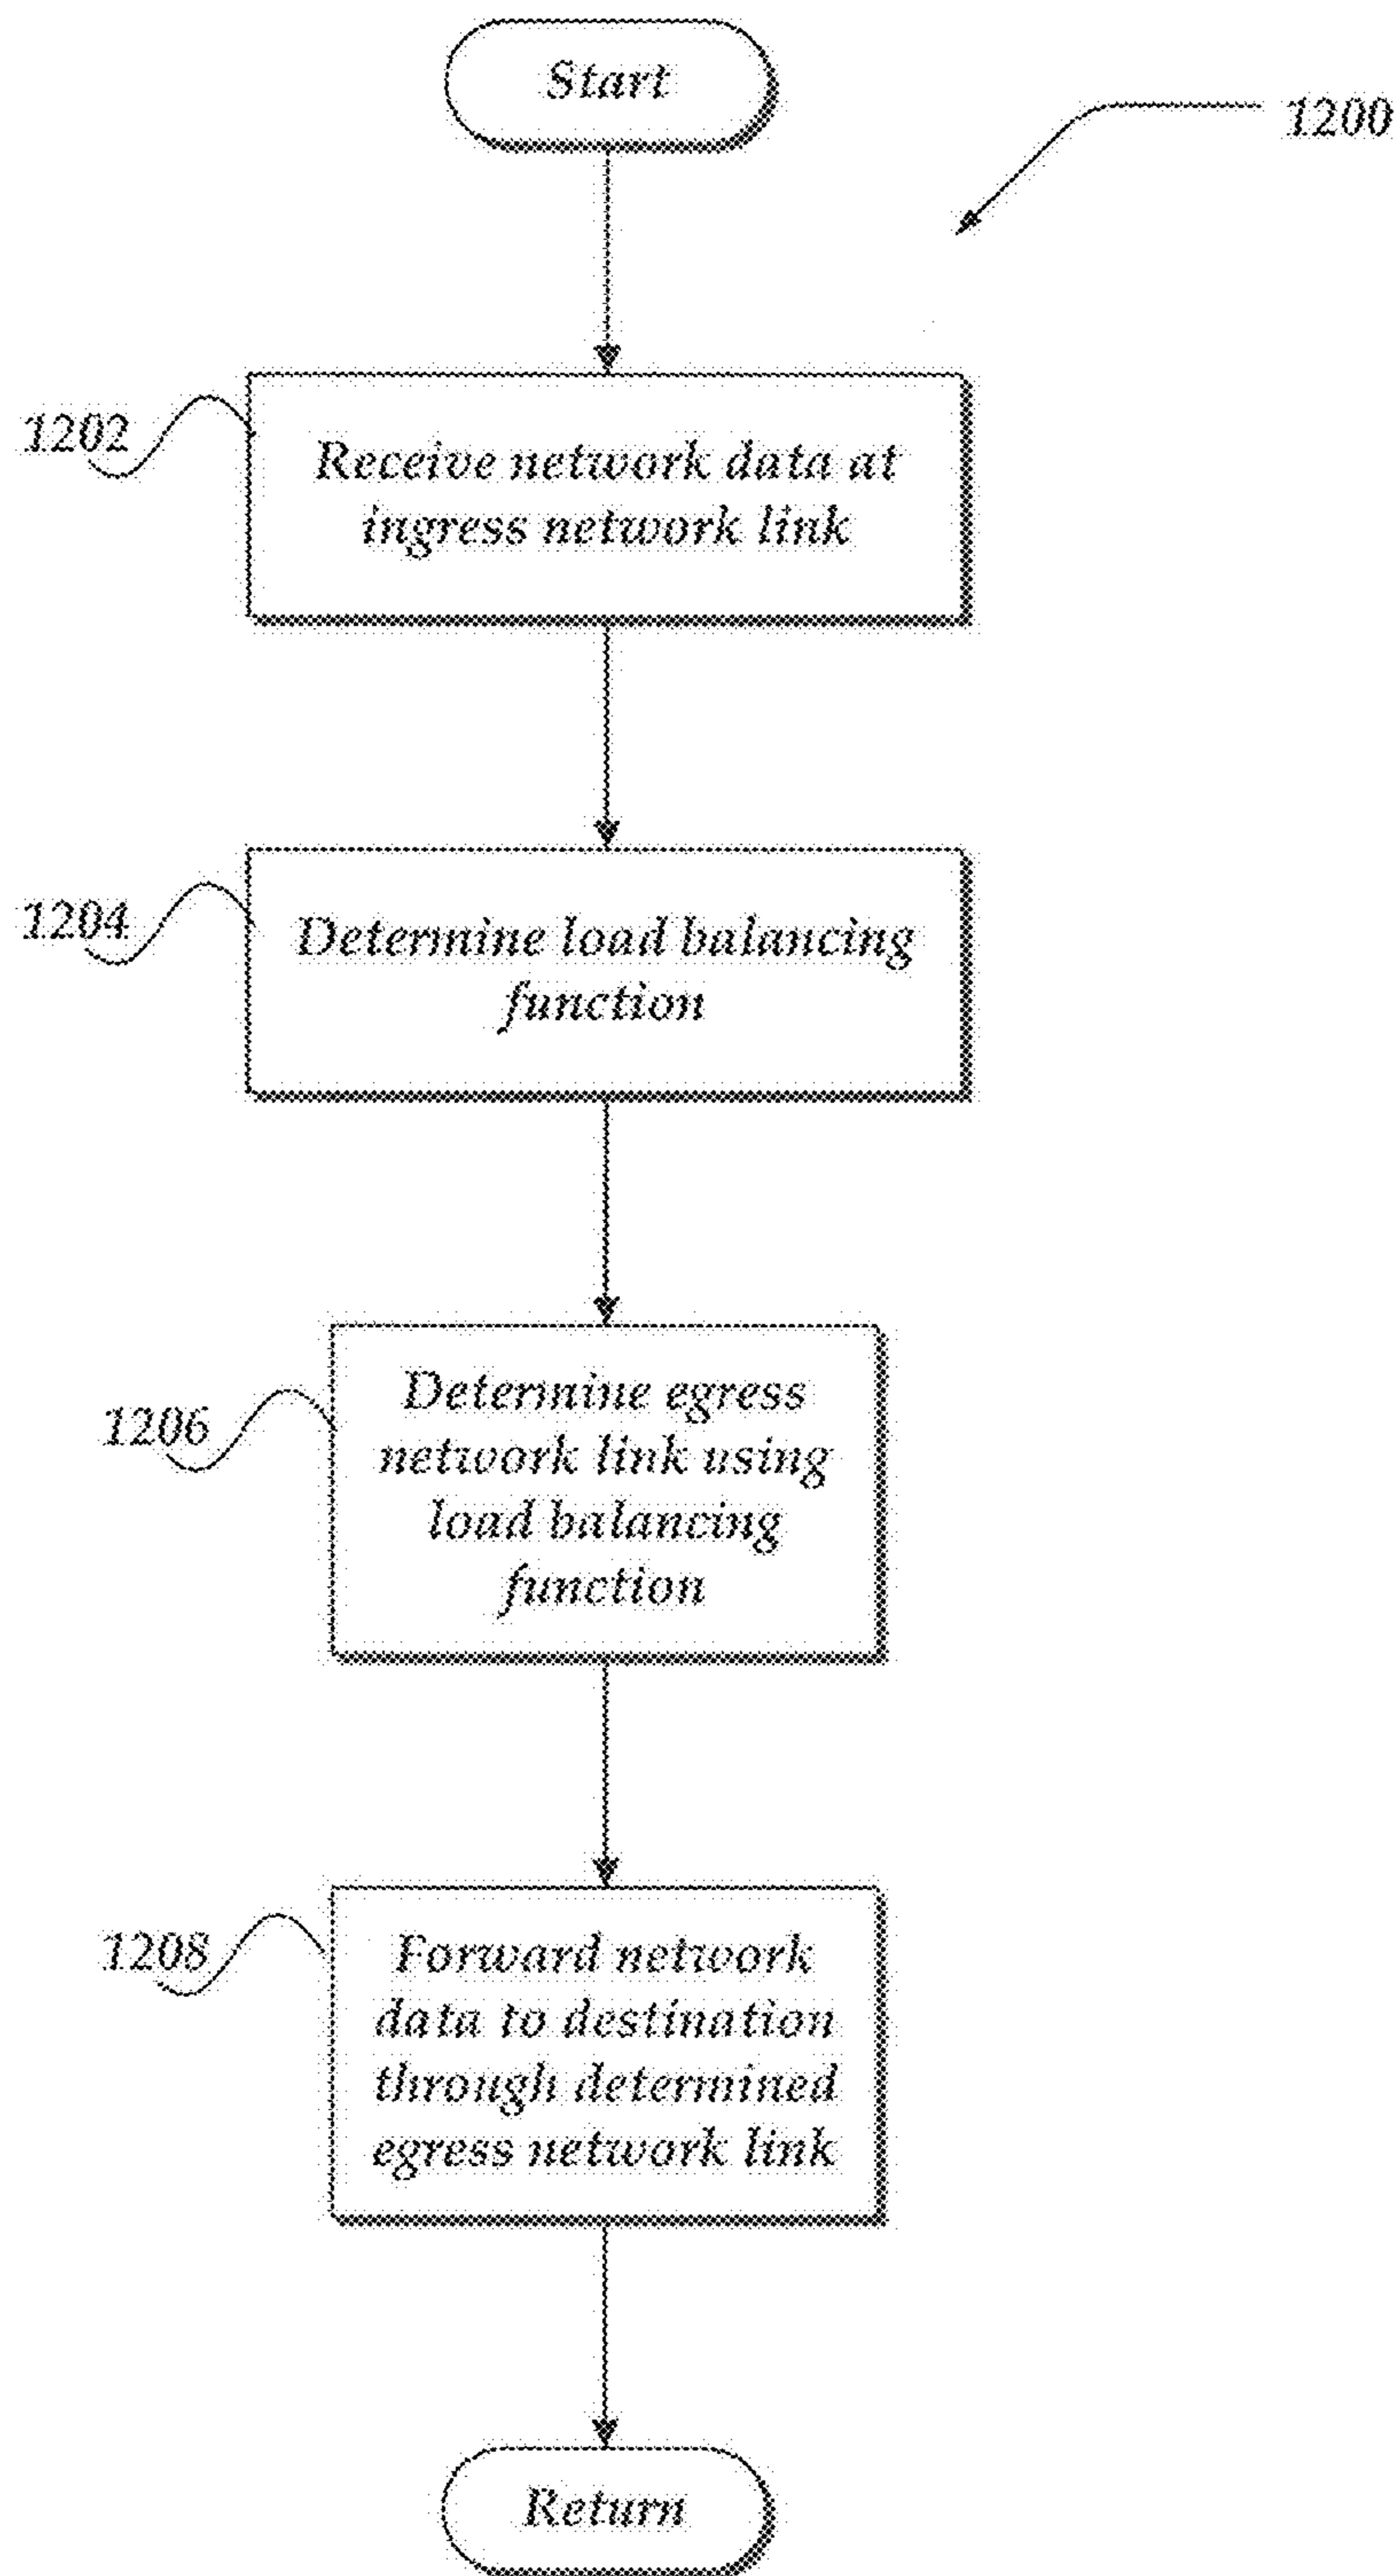 Start
1200
1202
Receive network data at
ingress network link
1204
Determine load balancing
function
1206
Determine egress
network link using
load balancing
function
1208
Forward network
data to destination
through determined
egress network link
Return